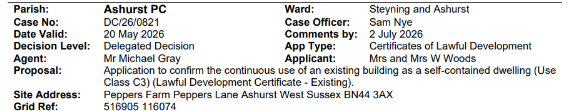 Parish: Ashurst PC Ward: Steyning and Ashurst
Case No: DC/26/0821 Case Officer: Sam Nye
Date Valid: 20 May 2026 Comments by: 2 July 2026
Decision Level: Delegated Decision App Type: Certificates of Lawful Development
Agent: Mr Michael Gray Applicant: Mrs and Mrs W Woods
Proposal: Application to confirm the continuous use of an existing building as a self-contained dwelling (Use
Class C3) (Lawful Development Certificate - Existing).
Site Address: Peppers Farm Peppers Lane Ashurst West Sussex BN44 3AX
Grid Ref: 516905 116074